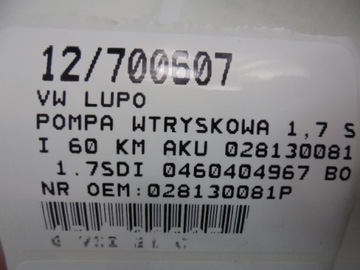 12/700607
VW LUPO
POMPA WTRYSKOWA 1,7 S
I 60 KM AKU 028130081
1.7SDI 0460404967 BO
NR OEM:028130081P